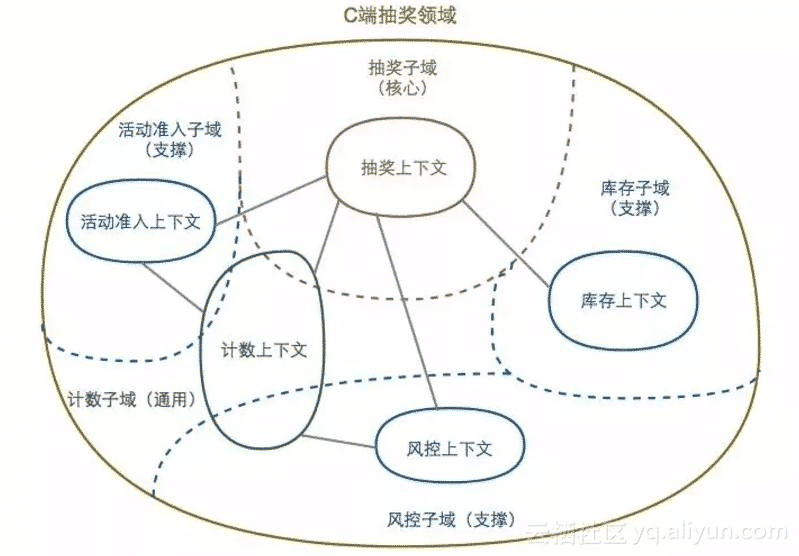 C端抽奖领域
抽奖子域
（核心）
活动准入子域
（支撑）
抽奖上下文
库存子域
（支撑）
活动准入上下文
库存上下文
计数上下文
计数子域（通用）
风控上下文
风控子域（支撑）
云栖社区 yq.aliyun.com